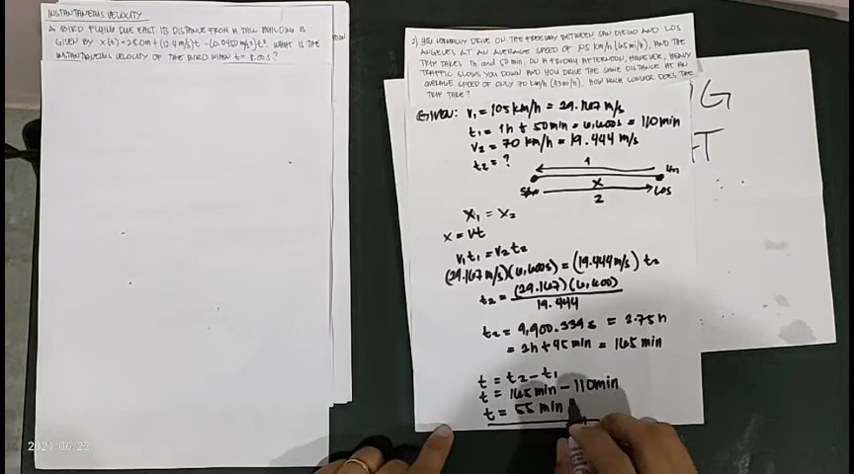 INSTANTANEOUS VELOCITY
A BIRD FLYING DUE EAST. ITS DISTANCE FROM A TALL BUILDING IS
GIVEN BY x(t) = 28.0m + (12.4 m/s)t - (0.0450 m/s³)t³. WHAT IS THE
INSTANTANEOUS VELOCITY OF THE BIRD WHEN t = 8.00s?
2) YOU NORMALLY DRIVE ON THE FREEWAY BETWEEN SAN DIEGO AND LOS
ANGELES AT AN AVERAGE SPEED OF 105 km/h (65 mi/h), AND THE
TRIP TAKES 1h and 50 min. ON A FRIDAY AFTERNOON, HOWEVER, HEAVY
TRAFFIC SLOWS YOU DOWN AND YOU DRIVE THE SAME DISTANCE AT AN
AVERAGE SPEED OF ONLY 70 km/h (43 mi/h). HOW MUCH LONGER DOES THE
TRIP TAKE?
GIVEN: v₁ = 105 km/h = 29.167 m/s
t₁ = 1h + 50min = 6,600s = 110min
v₂ = 70 km/h = 19.444 m/s
t₂ = ?
1
x
LOS
2
x₁ = x₂
x = vt
v₁t₁ = v₂t₂
(29.167 m/s)(6,600s) = (19.444 m/s) t₂
t₂ = (29.167)(6,600)
19.444
t₂ = 9,900.339 s = 2.75h
= 2h + 45 min = 165 min
t = t₂ - t₁
t = 165 min - 110min
t = 55 min
NG
FT
2021/06/23